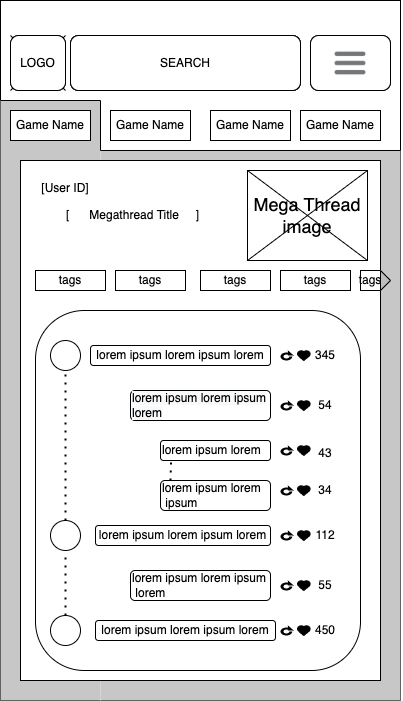 LOGO
SEARCH
Game Name
Game Name
Game Name
Game Name
[User ID]
[ Megathread Title ]
Mega Thread
image
tags
tags
tags
tags
tags
lorem ipsum lorem ipsum lorem 345
lorem ipsum lorem ipsum
lorem
54
lorem ipsum lorem 43
lorem ipsum lorem
ipsum
34
lorem ipsum lorem ipsum lorem 112
lorem ipsum lorem ipsum
lorem
55
lorem ipsum lorem ipsum lorem 450